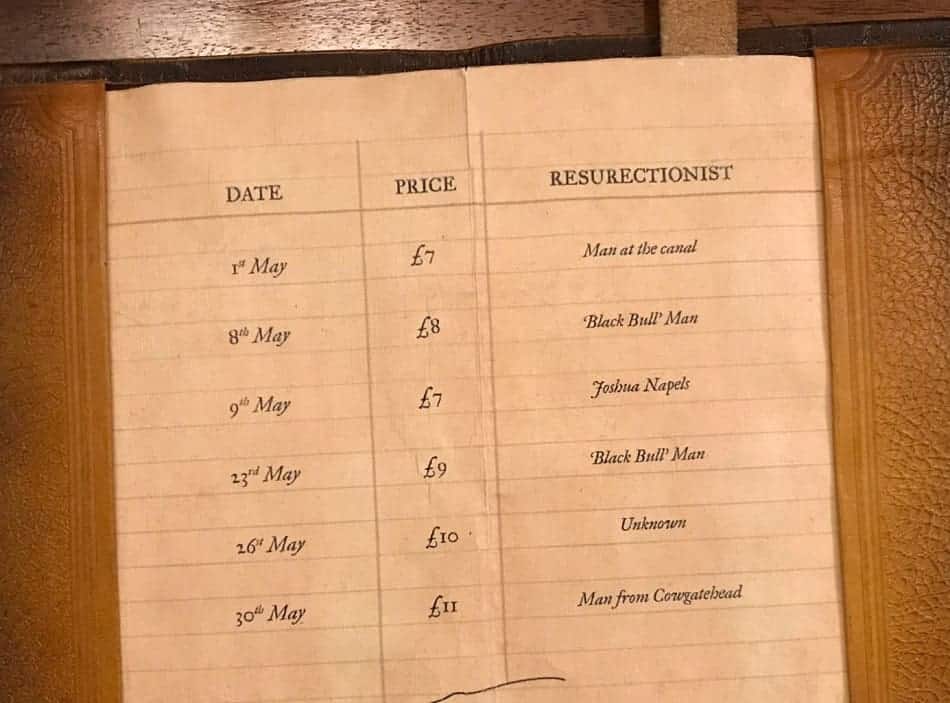 DATE PRICE RESURECTIONIST
1st May £7 Man at the canal
8th May £8 'Black Bull' Man
9th May £7 Joshua Napels
23rd May £9 'Black Bull' Man
26st May £10 Unknown
30th May £11 Man from Cowgatehead